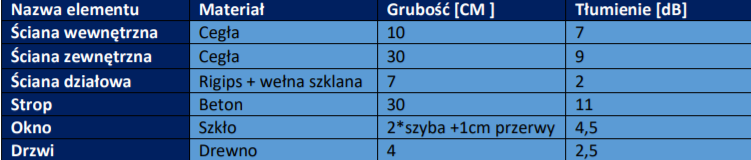 Nazwa elementu Materiał Grubość [CM ] Tłumienie [dB]
Ściana wewnętrzna Cegła 10 7
Ściana zewnętrzna Cegła 30 9
Ściana działowa Rigips + wełna szklana 7 2
Strop Beton 30 11
Okno Szkło 2*szyba +1cm przerwy 4,5
Drzwi Drewno 4 2,5